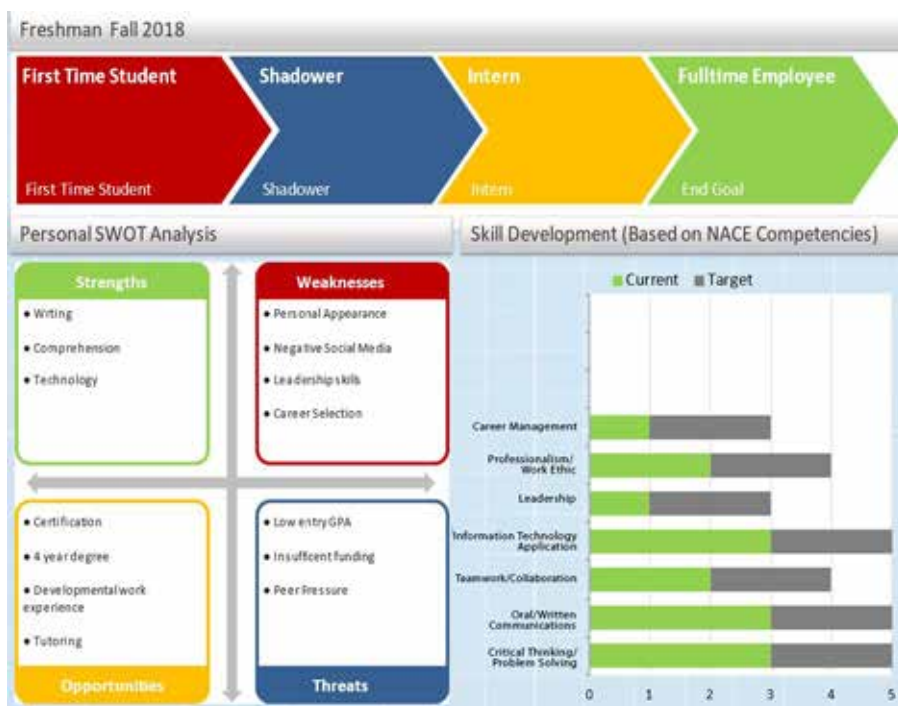 Freshman Fall 2018
First Time Student
Shadower
Intern
Fulltime Employee
First Time Student
Shadower
Intern
End Goal
Personal SWOT Analysis
Strengths
• Writing
• Comprehension
• Technology
Weaknesses
• Personal Appearance
• Negative Social Media
• Leadership skills
• Career Selection
• Certification
• 4 year degree
• Developmental work
experience
• Tutoring
Opportunities
• Low entry GPA
• Insufficent funding
• Peer Pressure
Threats
Skill Development (Based on NACE Competencies)
Current Target
Career Management
Professionalism/
Work Ethic
Leadership
Information Technology
Application
Teamwork/Collaboration
Oral/Written
Communications
Critical Thinking/
Problem Solving
0 1 2 3 4 5